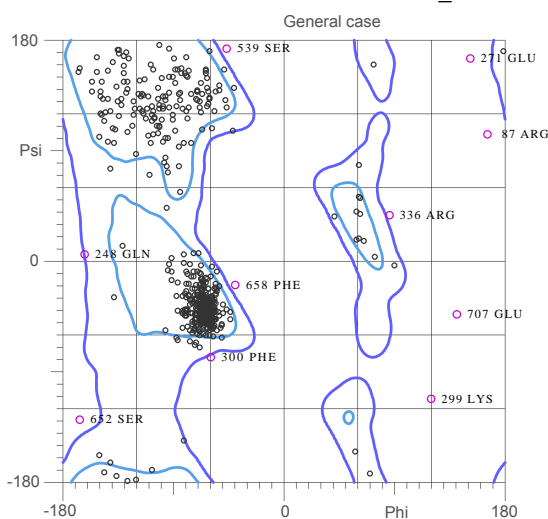 General case
180
539 SER
271 GLU
87 ARG
Psi
336 ARG
248 GLN
0
658 PHE
707 GLU
300 PHE
299 LYS
652 SER
-180
-180
0
Phi
180